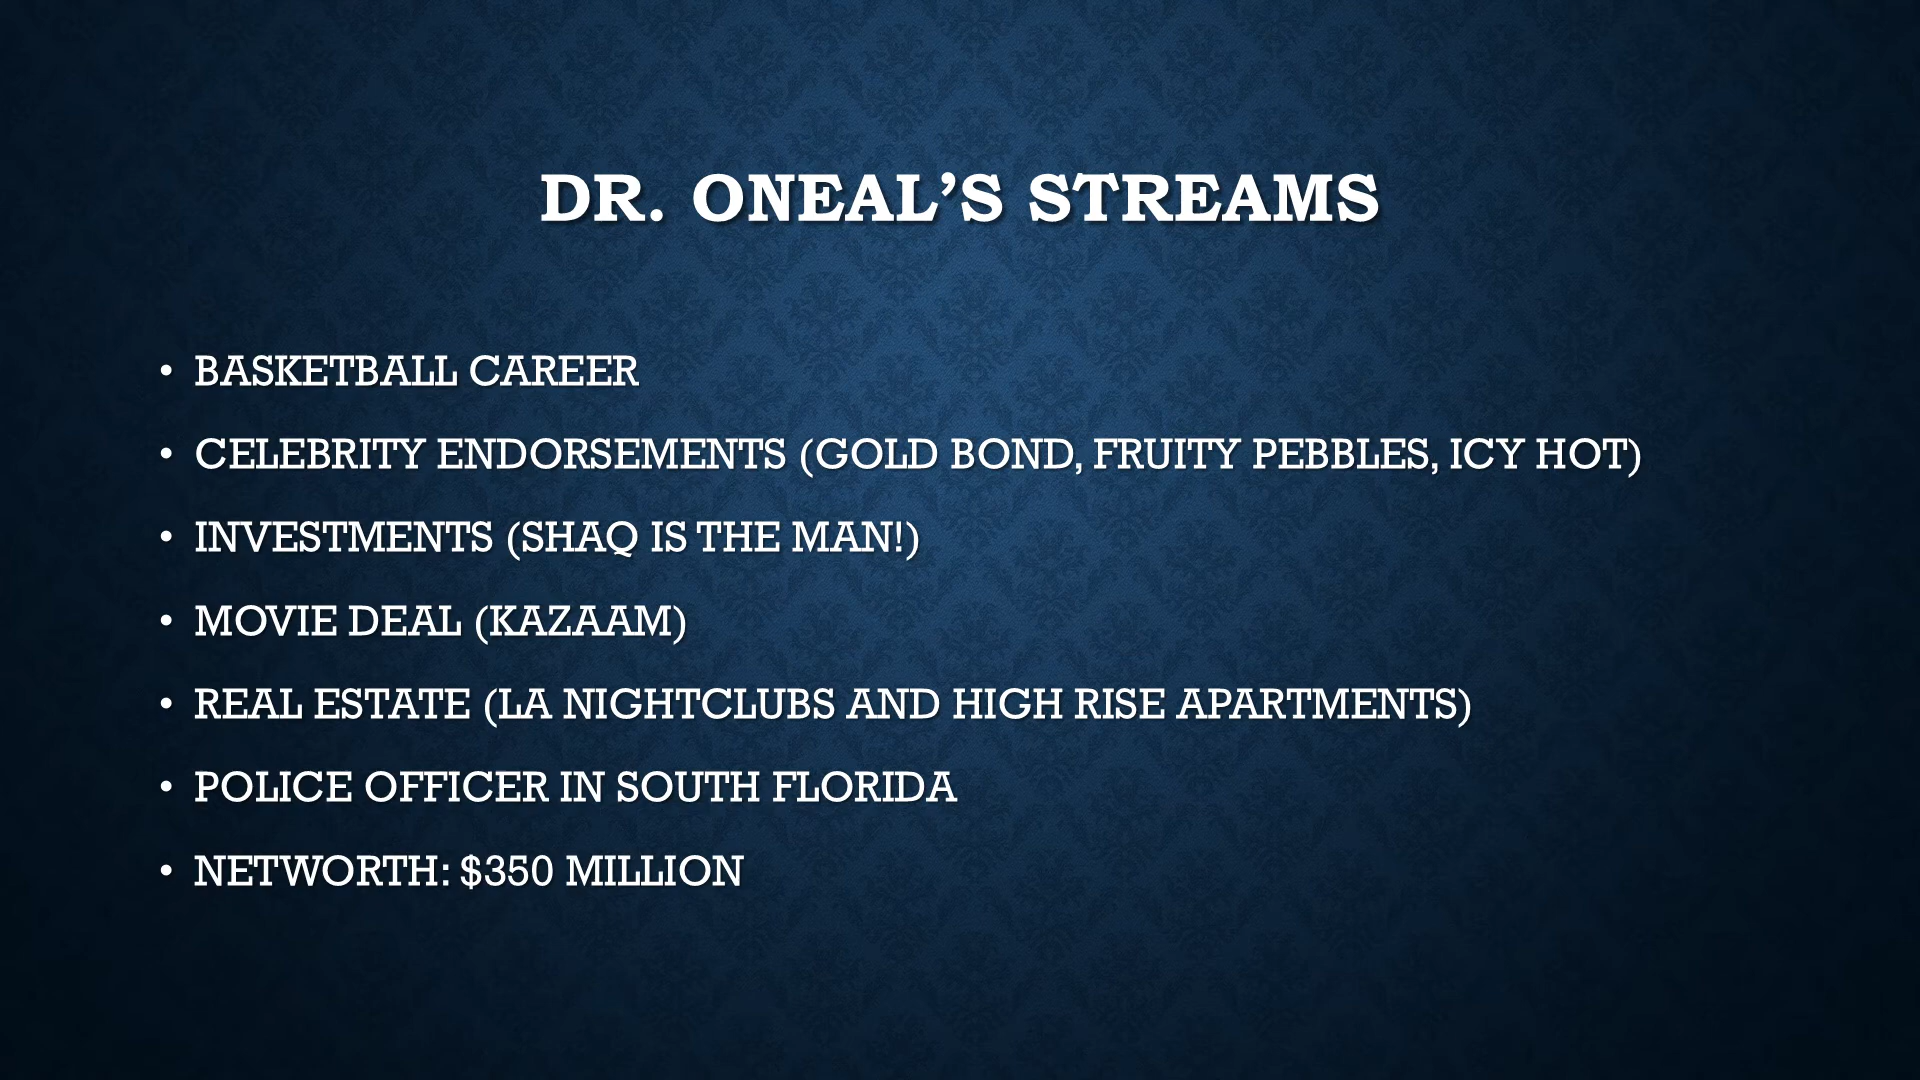 DR. ONEAL’S STREAMS
• BASKETBALL CAREER
• CELEBRITY ENDORSEMENTS (GOLD BOND, FRUITY PEBBLES, ICY HOT)
• INVESTMENTS (SHAQ IS THE MAN!)
• MOVIE DEAL (KAZAAM)
• REAL ESTATE (LA NIGHTCLUBS AND HIGH RISE APARTMENTS)
• POLICE OFFICER IN SOUTH FLORIDA
• NETWORTH: $350 MILLION